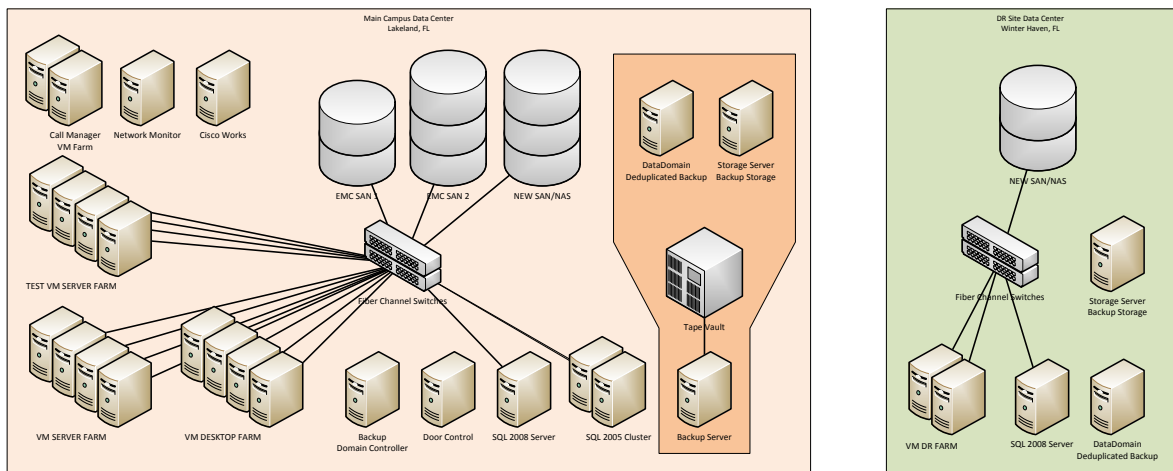 Main Campus Data Center
Lakeland, FL
Call Manager
VM Farm
Network Monitor
Cisco Works
EMC SAN 1
EMC SAN 2
NEW SAN/NAS
DataDomain
Deduplicated Backup
Storage Server
Backup Storage
TEST VM SERVER FARM
Fiber Channel Switches
Tape Vault
VM SERVER FARM
VM DESKTOP FARM
Backup
Domain Controller
Door Control
SQL 2008 Server
SQL 2005 Cluster
Backup Server
DR Site Data Center
Winter Haven, FL
NEW SAN/NAS
Fiber Channel Switches
Storage Server
Backup Storage
VM DR FARM
SQL 2008 Server
DataDomain
Deduplicated Backup